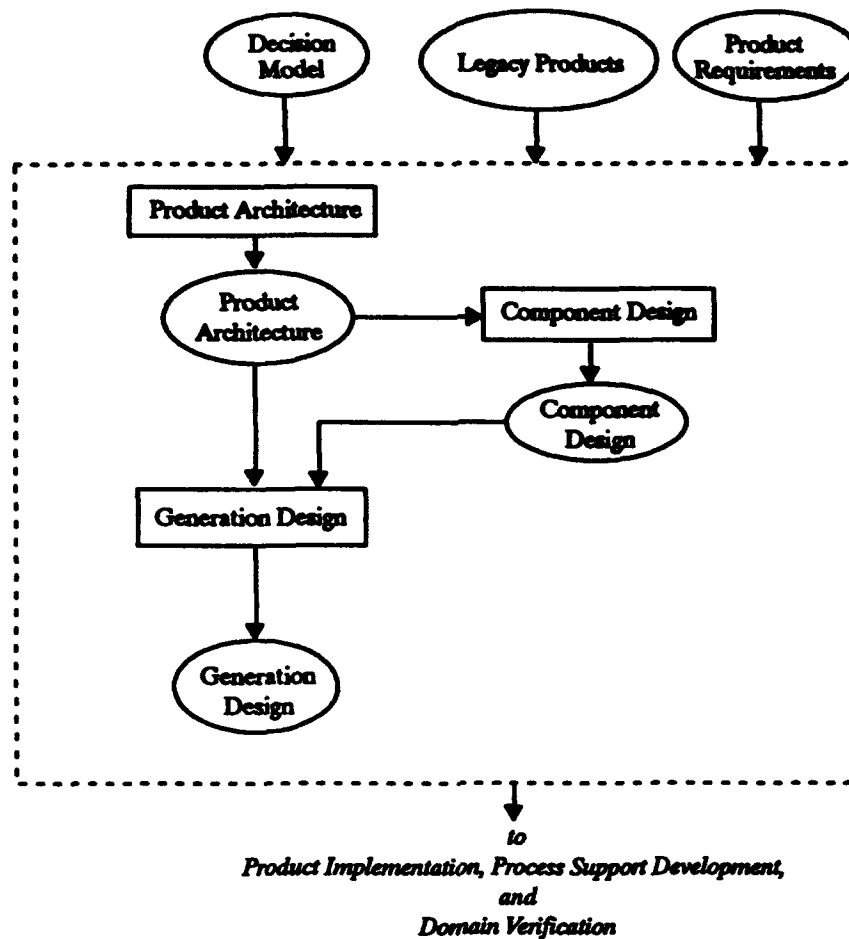 Decision
Model
Legacy Products
Product
Requirements
Product Architecture
Product
Architecture
Component Design
Component
Design
Generation Design
Generation
Design
to
Product Implementation, Process Support Development,
and
Domain Verification